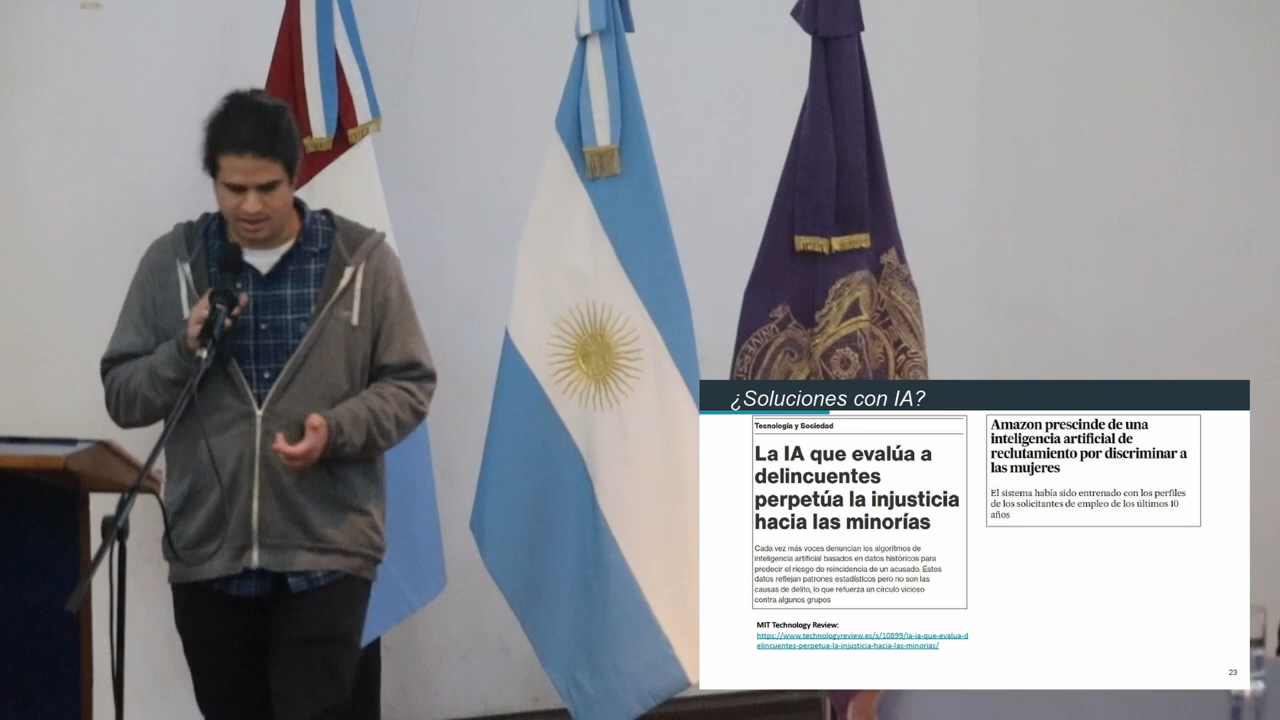 ¿Soluciones con IA?
Tecnología y Sociedad
La IA que evalúa a
delincuentes
perpetúa la injusticia
hacia las minorías
Cada vez más voces denuncian los algoritmos de
inteligencia artificial basados en datos históricos para
predecir el riesgo de reincidencia de un acusado. Estos
datos reflejan patrones estadísticos pero no son las
causas de delito, lo que refuerza un círculo vicioso
contra algunos grupos
MIT Technology Review:
https://www.technologyreview.es/s/10899/la-ia-que-evalua-d
elincuentes-perpetua-la-injusticia-hacia-las-minorias/
Amazon prescinde de una
inteligencia artificial de
reclutamiento por discriminar a
las mujeres
El sistema había sido entrenado con los perfiles
de los solicitantes de empleo de los últimos 10
años
23